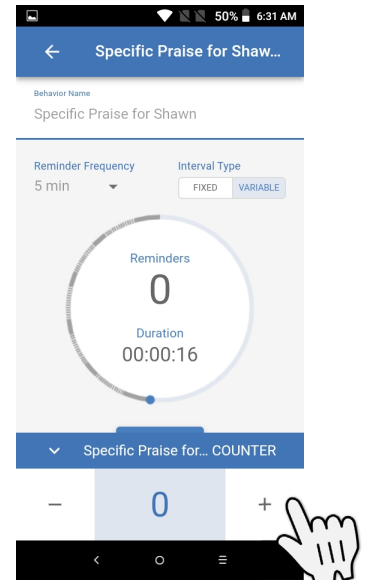 50% 6:31 AM
Specific Praise for Shaw...
Behavior Name
Specific Praise for Shawn
Reminder Frequency Interval Type
5 min FIXED VARIABLE
Reminders
0
Duration
00:00:16
Specific Praise for... COUNTER
− 0 +